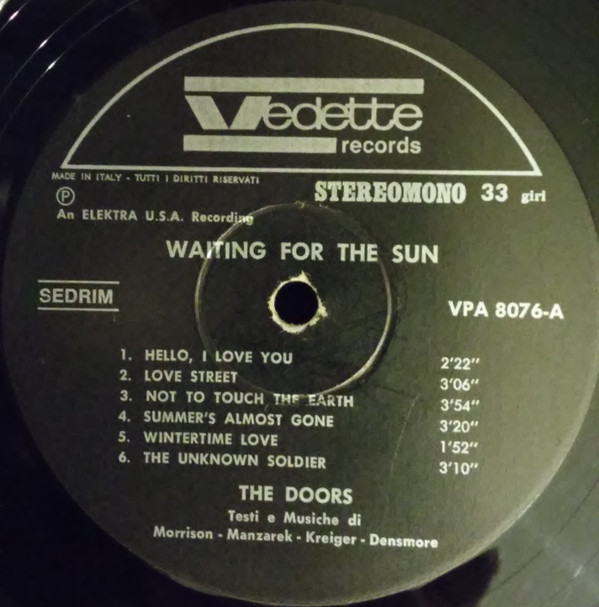 Vedette
records
MADE IN ITALY - TUTTI I DIRITTI RISERVATI
Ⓟ
STEREOMONO 33 giri
An ELEKTRA U.S.A. Recording
WAITING FOR THE SUN
SEDRIM
VPA 8076-A
1. HELLO, I LOVE YOU 2'22"
2. LOVE STREET 3'06"
3. NOT TO TOUCH THE EARTH 3'54"
4. SUMMER'S ALMOST GONE 3'20"
5. WINTERTIME LOVE 1'52"
6. THE UNKNOWN SOLDIER 3'10"
THE DOORS
Testi e Musiche di
Morrison - Manzarek - Kreiger - Densmore